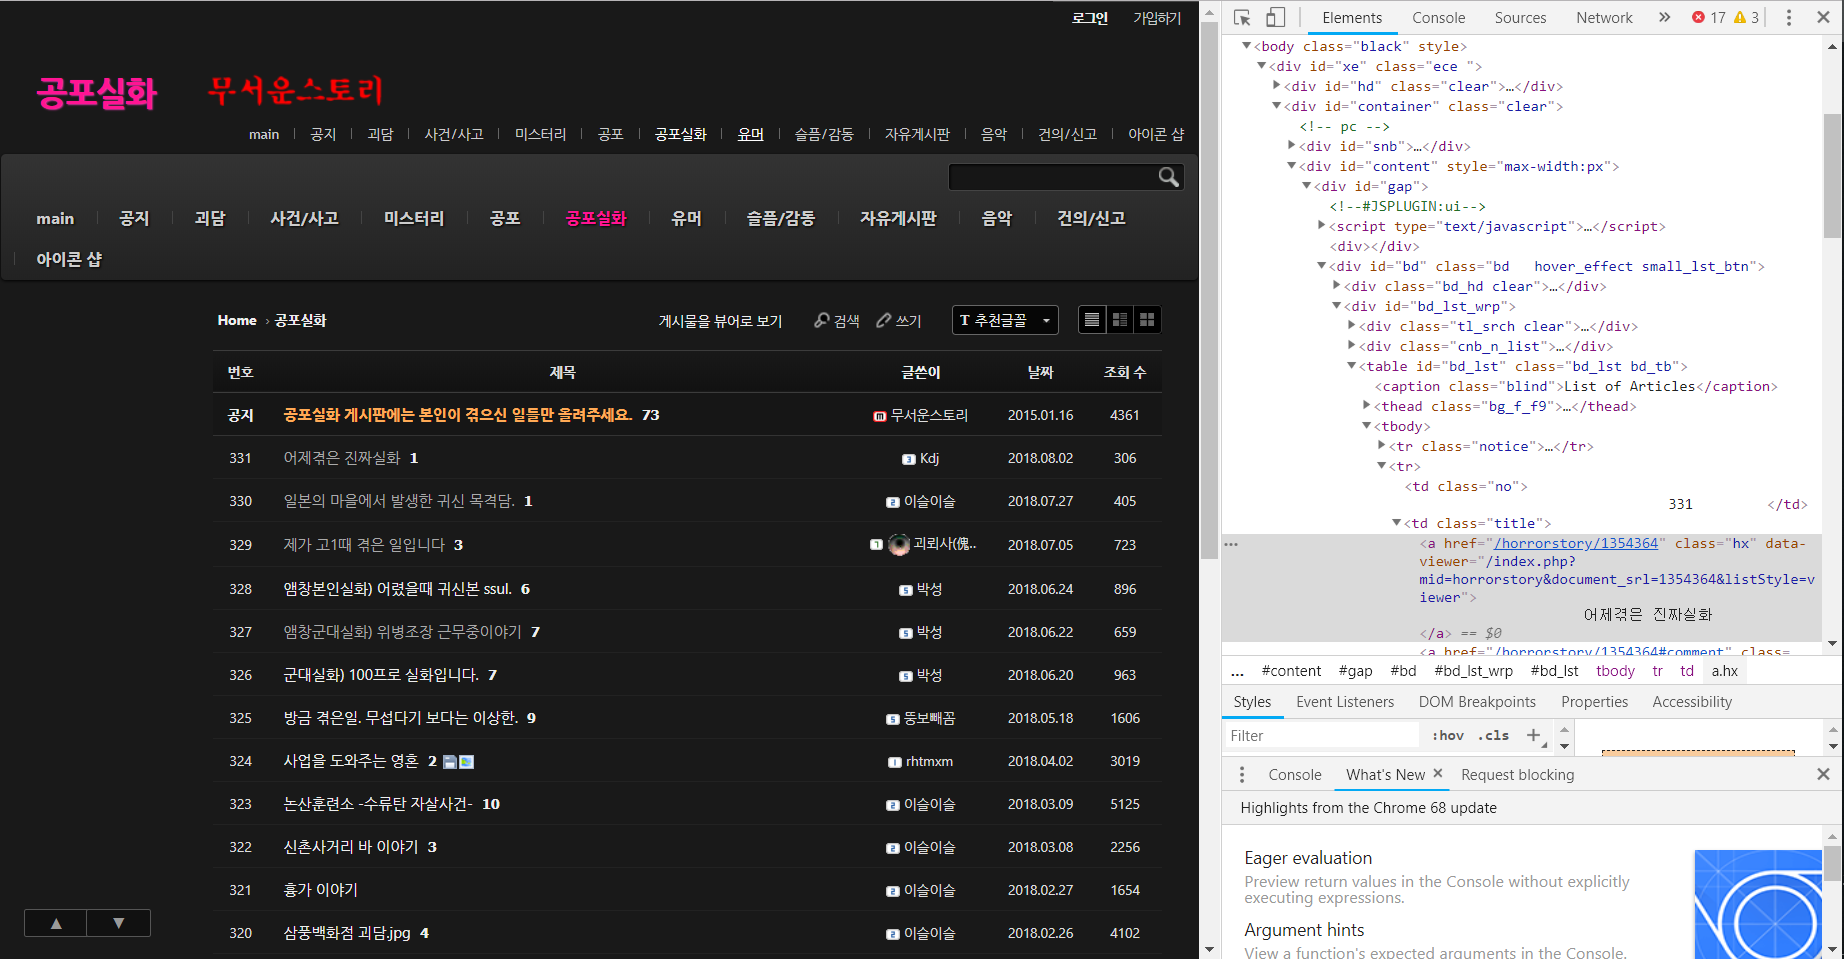 로그인 가입하기
공포실화 무서운스토리
main 공지 괴담 사건/사고 미스터리 공포 공포실화 유머 슬픔/감동 자유게시판 음악 건의/신고 아이콘 샵
main 공지 괴담 사건/사고 미스터리 공포 공포실화 유머 슬픔/감동 자유게시판 음악 건의/신고
아이콘 샵
Home › 공포실화 게시물을 뷰어로 보기 검색 쓰기 T 추천글꼴
번호 제목 글쓴이 날짜 조회 수
공지 공포실화 게시판에는 본인이 겪으신 일들만 올려주세요. 73 m 무서운스토리 2015.01.16 4361
331 어제겪은 진짜실화 1 3 Kdj 2018.08.02 306
330 일본의 마을에서 발생한 귀신 목격담. 1 2 이슬이슬 2018.07.27 405
329 제가 고1때 겪은 일입니다 3 1 괴뢰사(傀.. 2018.07.05 723
328 앰창본인실화) 어렸을때 귀신본 ssul. 6 5 박성 2018.06.24 896
327 앰창군대실화) 위병조장 근무중이야기 7 5 박성 2018.06.22 659
326 군대실화) 100프로 실화입니다. 7 5 박성 2018.06.20 963
325 방금 겪은일. 무섭다기 보다는 이상한. 9 5 뚱보빼꼼 2018.05.18 1606
324 사업을 도와주는 영혼 2 1 rhtmxm 2018.04.02 3019
323 논산훈련소 -수류탄 자살사건- 10 2 이슬이슬 2018.03.09 5125
322 신촌사거리 바 이야기 3 2 이슬이슬 2018.03.08 2256
321 흉가 이야기 2 이슬이슬 2018.02.27 1654
320 삼풍백화점 괴담.jpg 4 2 이슬이슬 2018.02.26 4102
Elements Console Sources Network » 17 3
<body class="black" style>
<div id="xe" class="ece ">
<div id="hd" class="clear">…</div>
<div id="container" class="clear">
<!-- pc -->
<div id="snb">…</div>
<div id="content" style="max-width:px">
<div id="gap">
<!--#JSPLUGIN:ui-->
<script type="text/javascript">…</script>
<div></div>
<div id="bd" class="bd   hover_effect small_lst_btn">
<div class="bd_hd clear">…</div>
<div id="bd_lst_wrp">
<div class="tl_srch clear">…</div>
<div class="cnb_n_list">…</div>
<table id="bd_lst" class="bd_lst bd_tb">
<caption class="blind">List of Articles</caption>
<thead class="bg_f_f9">…</thead>
<tbody>
<tr class="notice">…</tr>
<tr>
<td class="no">
331 </td>
<td class="title">
<a href="/horrorstory/1354364" class="hx" data-
viewer="/index.php?
mid=horrorstory&document_srl=1354364&listStyle=v
iewer">
어제겪은 진짜실화
</a> == $0
<a href="/horrorstory/1354364#comment" class=
... #content #gap #bd #bd_lst_wrp #bd_lst tbody tr td a.hx
Styles Event Listeners DOM Breakpoints Properties Accessibility
Filter :hov .cls +
Console What's New × Request blocking
Highlights from the Chrome 68 update
Eager evaluation
Preview return values in the Console without explicitly
executing expressions.
Argument hints
View a function's expected arguments in the Console.